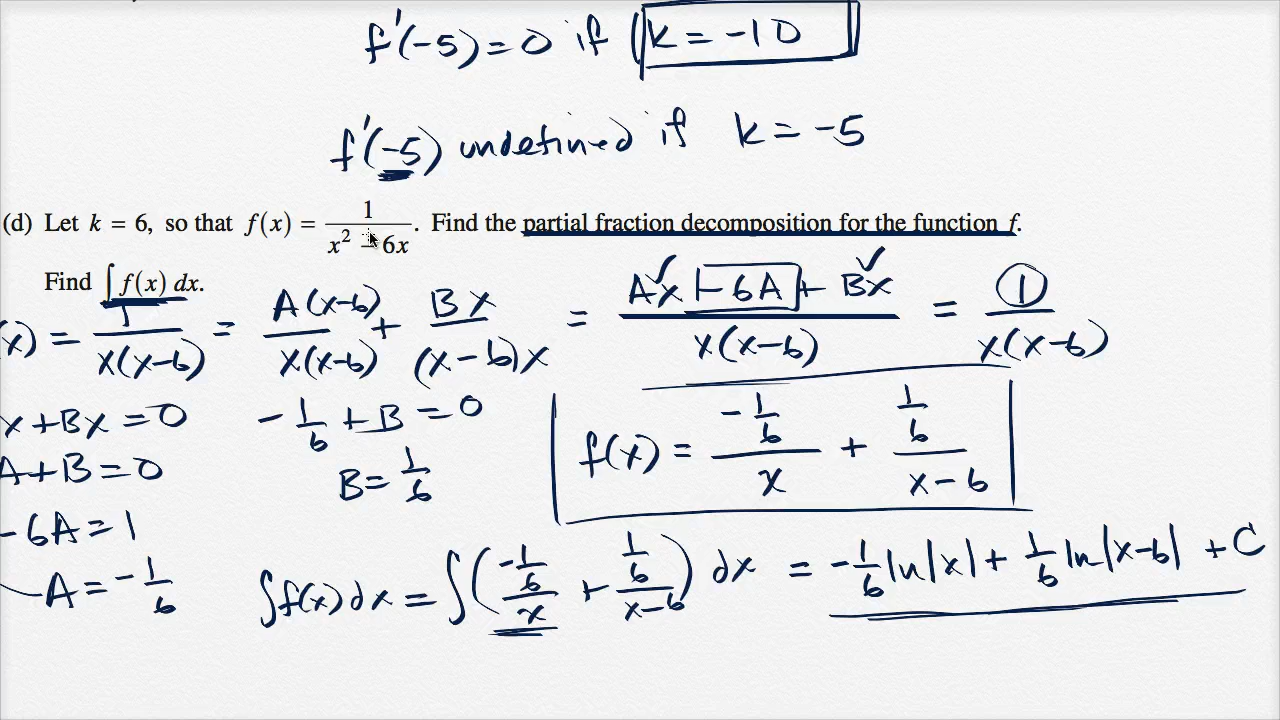 f'(-5) = 0 if k = -10
f'(-5) undefined if k = -5
(d) Let k = 6, so that f(x) = 1/(x² - 6x). Find the partial fraction decomposition for the function f.
Find ∫ f(x) dx.
(x) = 1/(x(x-6)) = A(x-6)/(x(x-6)) + Bx/((x-6)x) = (Ax - 6A + Bx)/(x(x-6)) = 1/(x(x-6))
x + Bx = 0
A + B = 0
-6A = 1
A = -1/6
-1/6 + B = 0
B = 1/6
f(x) = (-1/6)/x + (1/6)/(x-6)
∫f(x)dx = ∫((-1/6)/x + (1/6)/(x-6)) dx = -1/6 ln|x| + 1/6 ln|x-6| + C